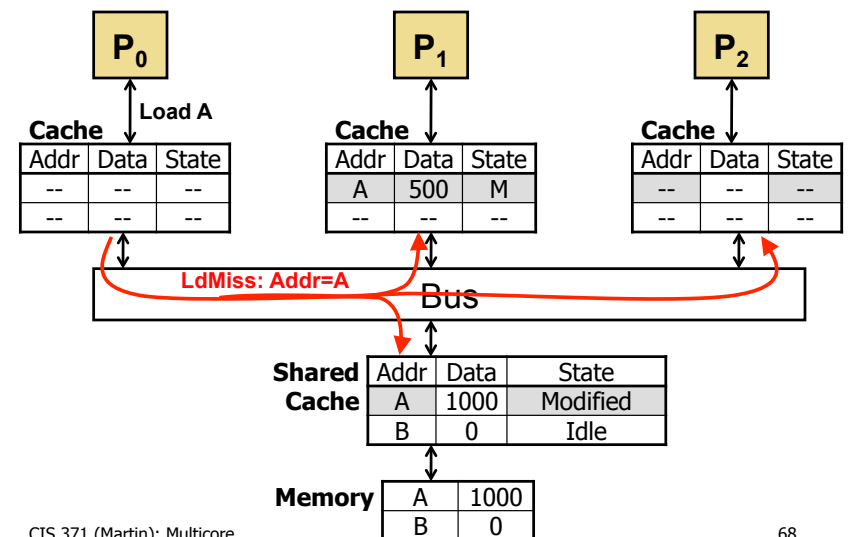 P0 P1 P2
Load A
Cache Cache Cache
Addr Data State Addr Data State Addr Data State
-- -- -- A 500 M -- -- --
-- -- -- -- -- -- -- -- --
LdMiss: Addr=A
Bus
Shared Addr Data State
Cache A 1000 Modified
B 0 Idle
Memory A 1000
B 0
CIS 371 (Martin): Multicore 68